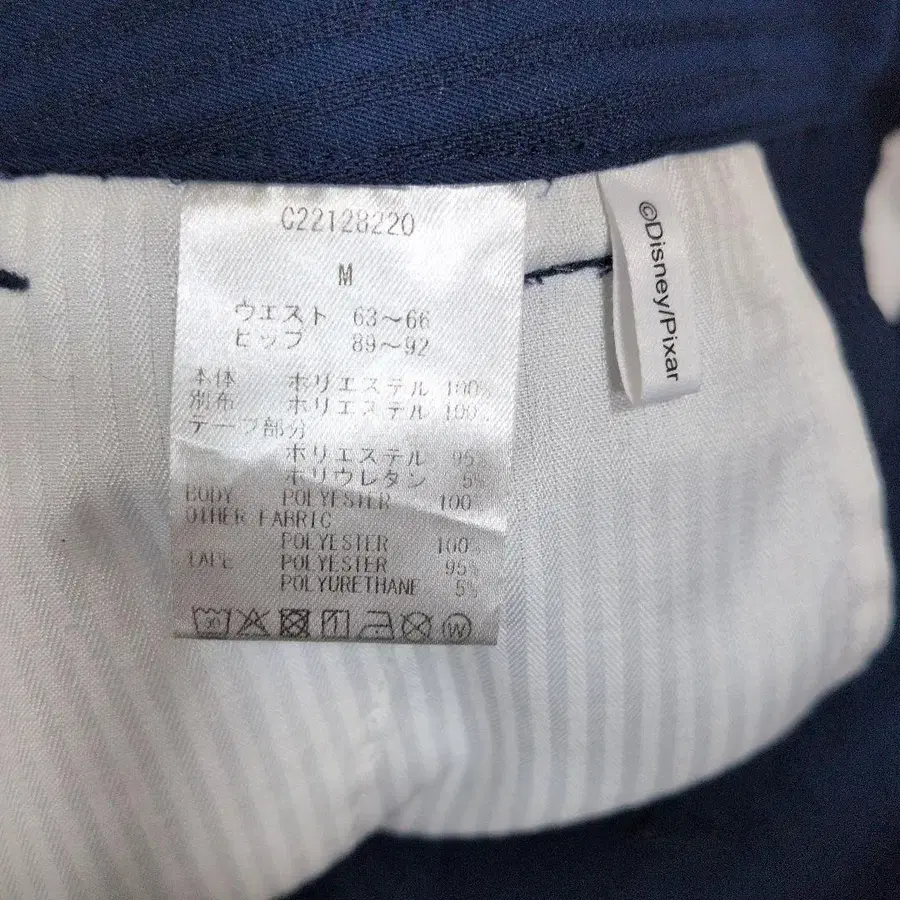 C22128220
M
ウエスト 63～66
ヒップ 89～92
本体 ポリエステル 100%
別布 ポリエステル 100%
テープ部分
ポリエステル 95%
ポリウレタン 5%
BODY POLYESTER 100%
OTHER FABRIC
POLYESTER 100%
TAPE POLYESTER 95%
POLYURETHANE 5%
30
W
©Disney/Pixar